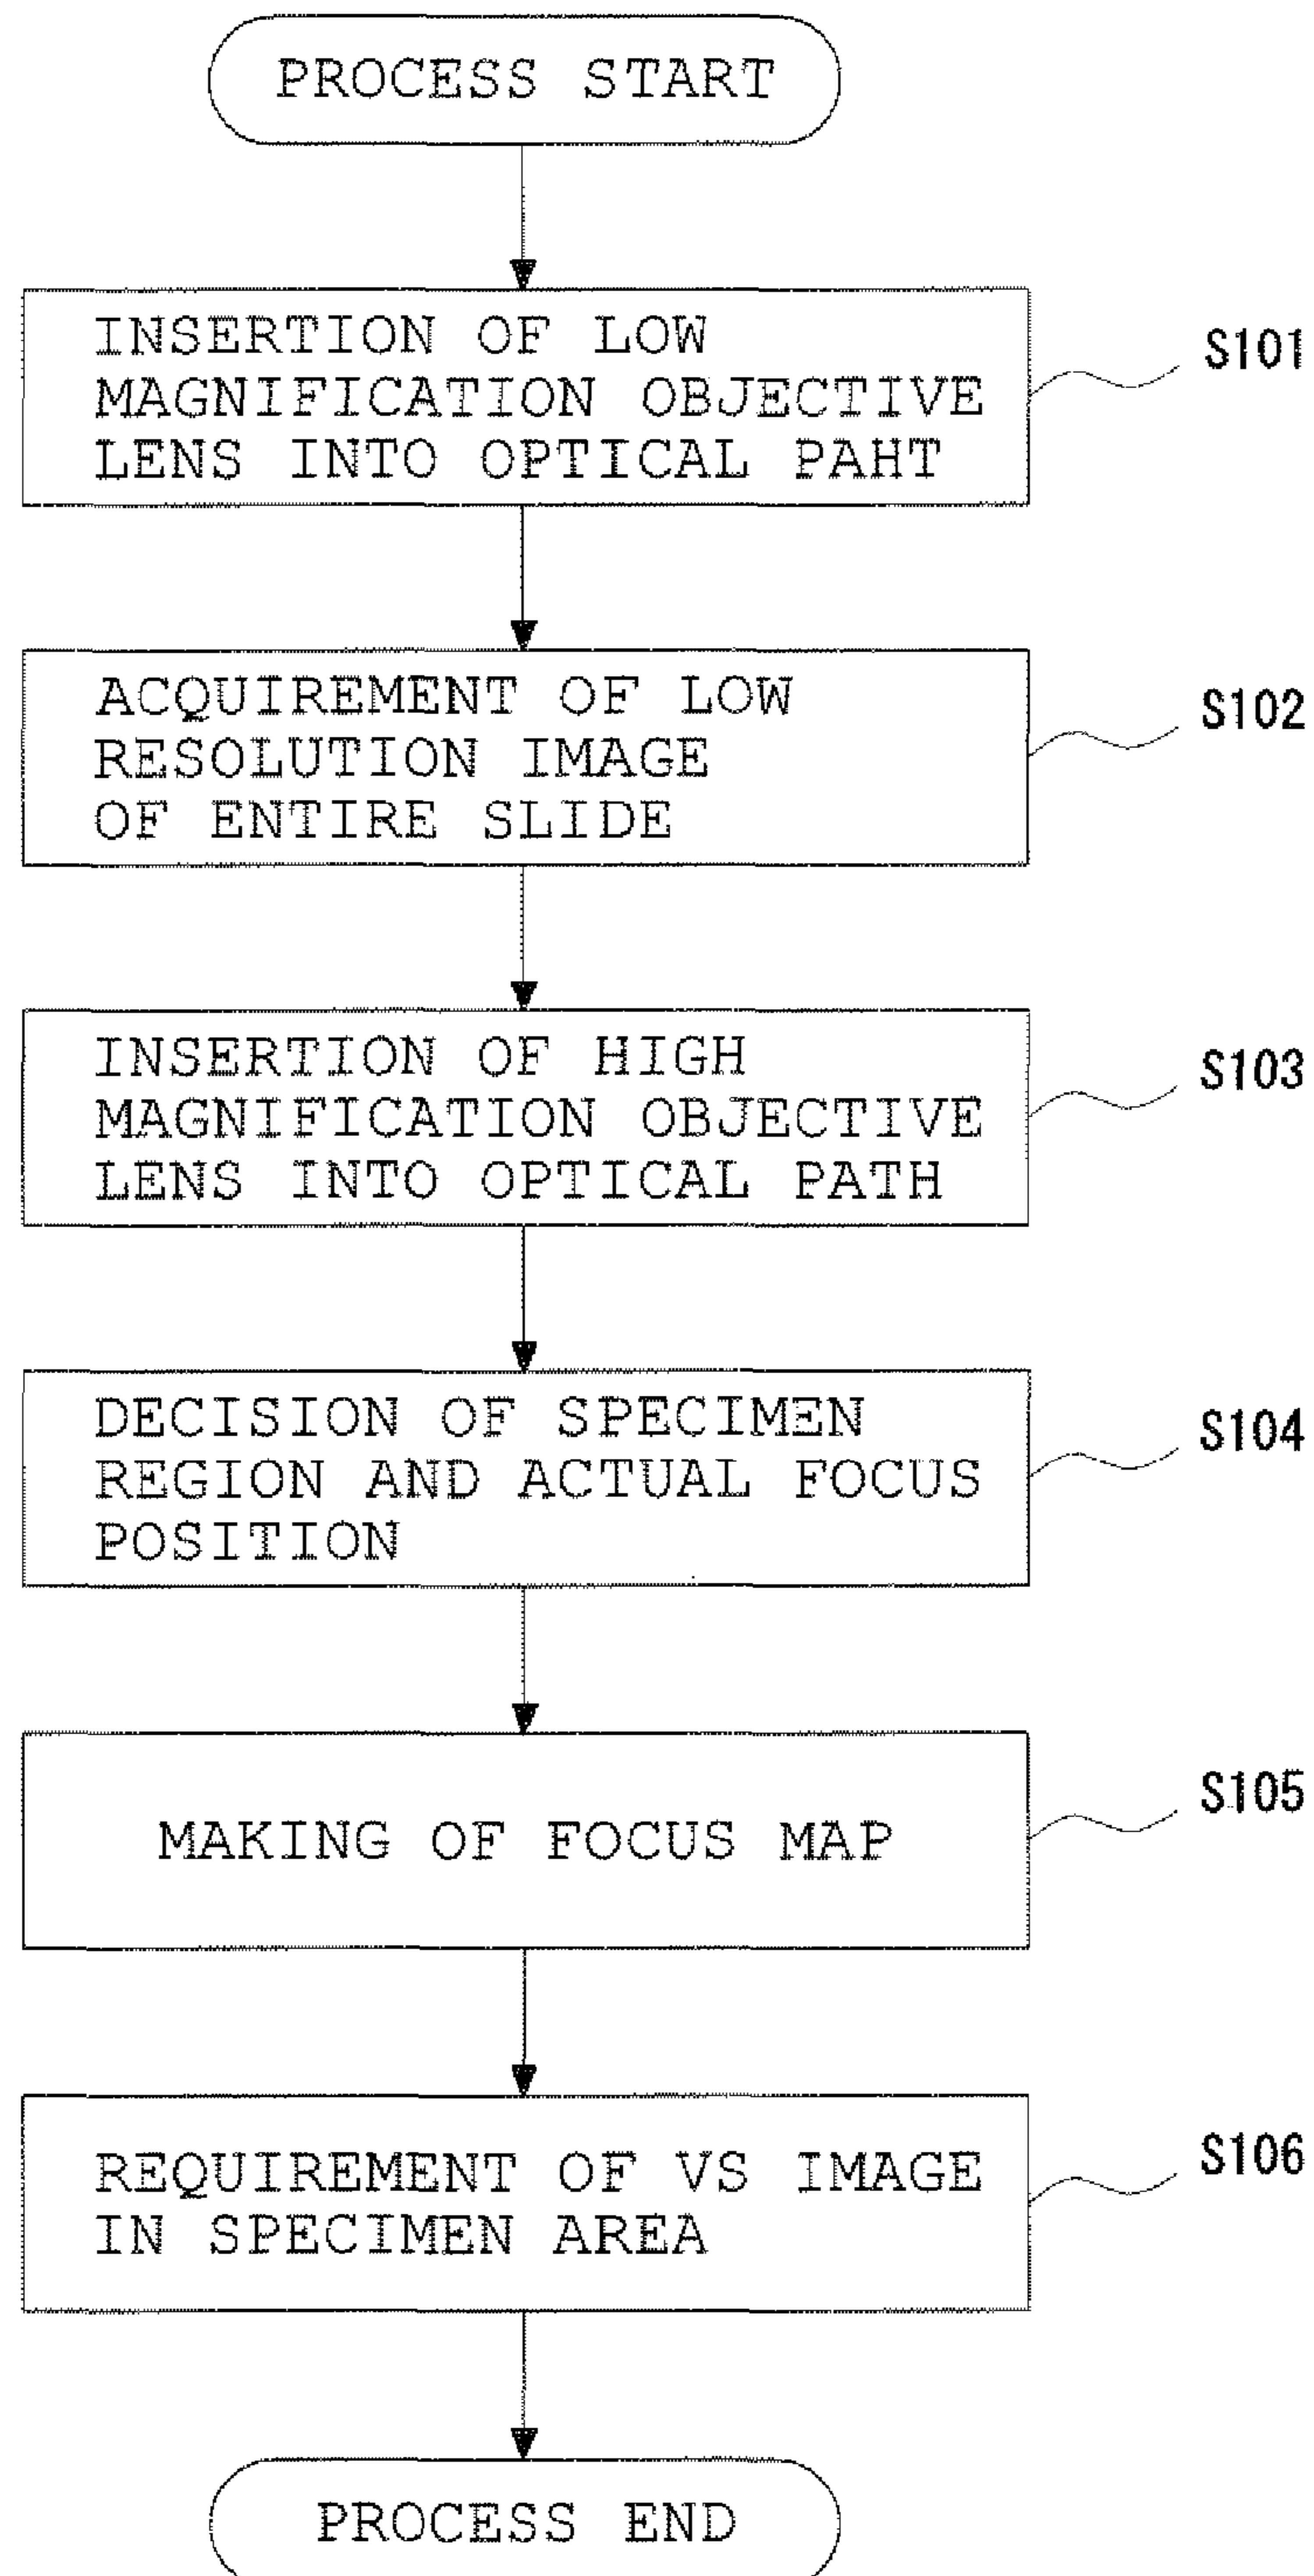 PROCESS START
INSERTION OF LOW
MAGNIFICATION OBJECTIVE
LENS INTO OPTICAL PAHT
S101
ACQUIREMENT OF LOW
RESOLUTION IMAGE
OF ENTIRE SLIDE
S102
INSERTION OF HIGH
MAGNIFICATION OBJECTIVE
LENS INTO OPTICAL PATH
S103
DECISION OF SPECIMEN
REGION AND ACTUAL FOCUS
POSITION
S104
MAKING OF FOCUS MAP
S105
REQUIREMENT OF VS IMAGE
IN SPECIMEN AREA
S106
PROCESS END